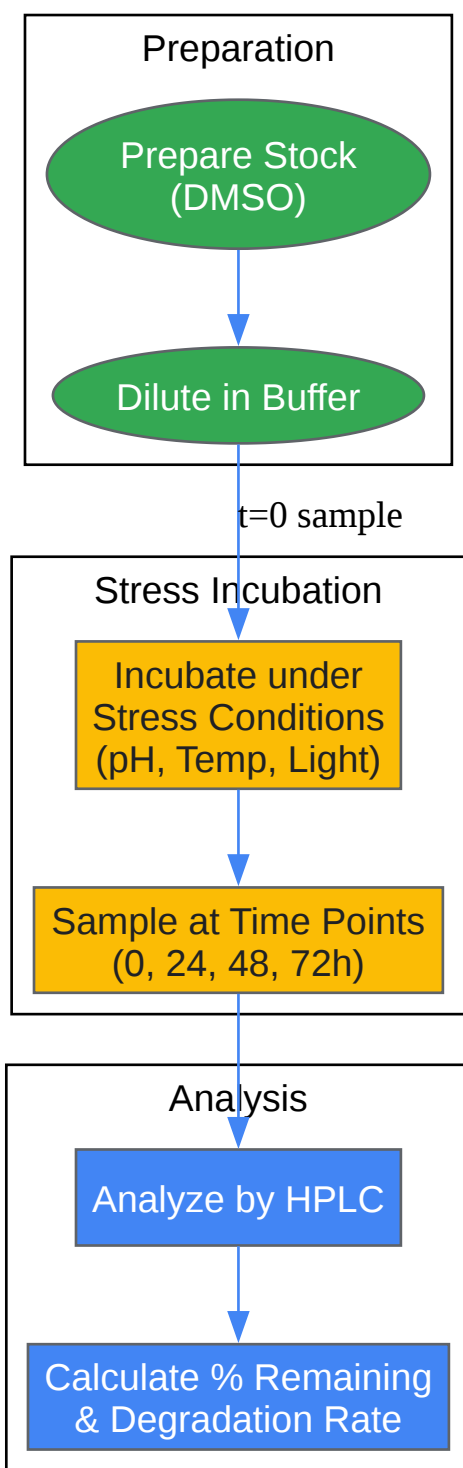 Preparation
Prepare Stock
(DMSO)
Dilute in Buffer
t=0 sample
Stress Incubation
Incubate under
Stress Conditions
(pH, Temp, Light)
Sample at Time Points
(0, 24, 48, 72h)
Analysis
Analyze by HPLC
Calculate % Remaining
& Degradation Rate